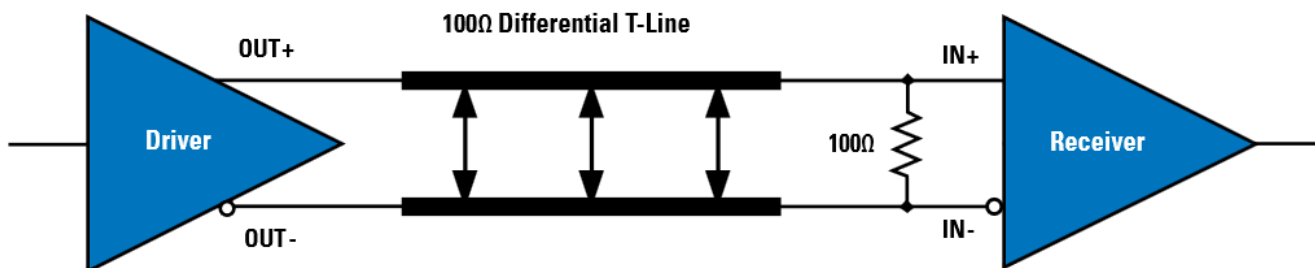 100Ω Differential T-Line
OUT+
IN+
Driver
100Ω
Receiver
OUT-
IN-